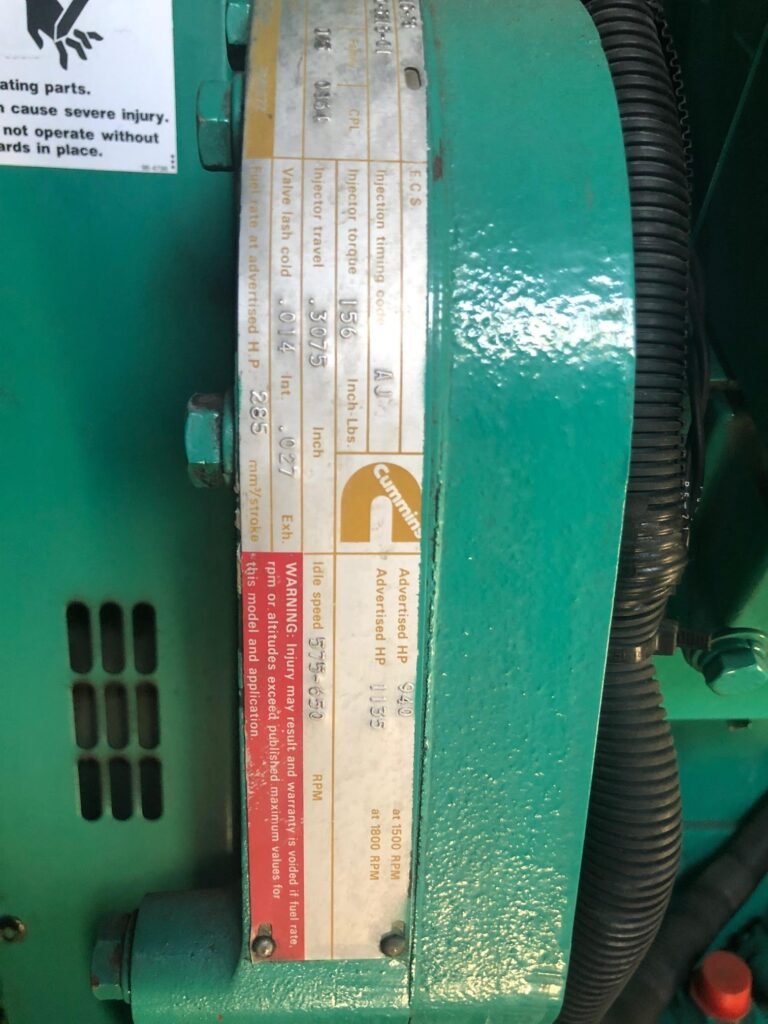 ating parts.
cause severe injury.
not operate without
ards in place.
CPL
E.C.S
Injection timing code AJ
Injector torque 156 Inch-Lbs.
Injector travel .3075 Inch
Valve lash cold .014 Int. .027 Exh.
Fuel rate at advertised H.P 285 mm³/stroke
Cummins
Advertised HP 940 at 1500 RPM
Advertised HP 1135 at 1800 RPM
Idle speed 575-650 RPM
WARNING: Injury may result and warranty is voided if fuel rate,
rpm or altitudes exceed published maximum values for
this model and application.